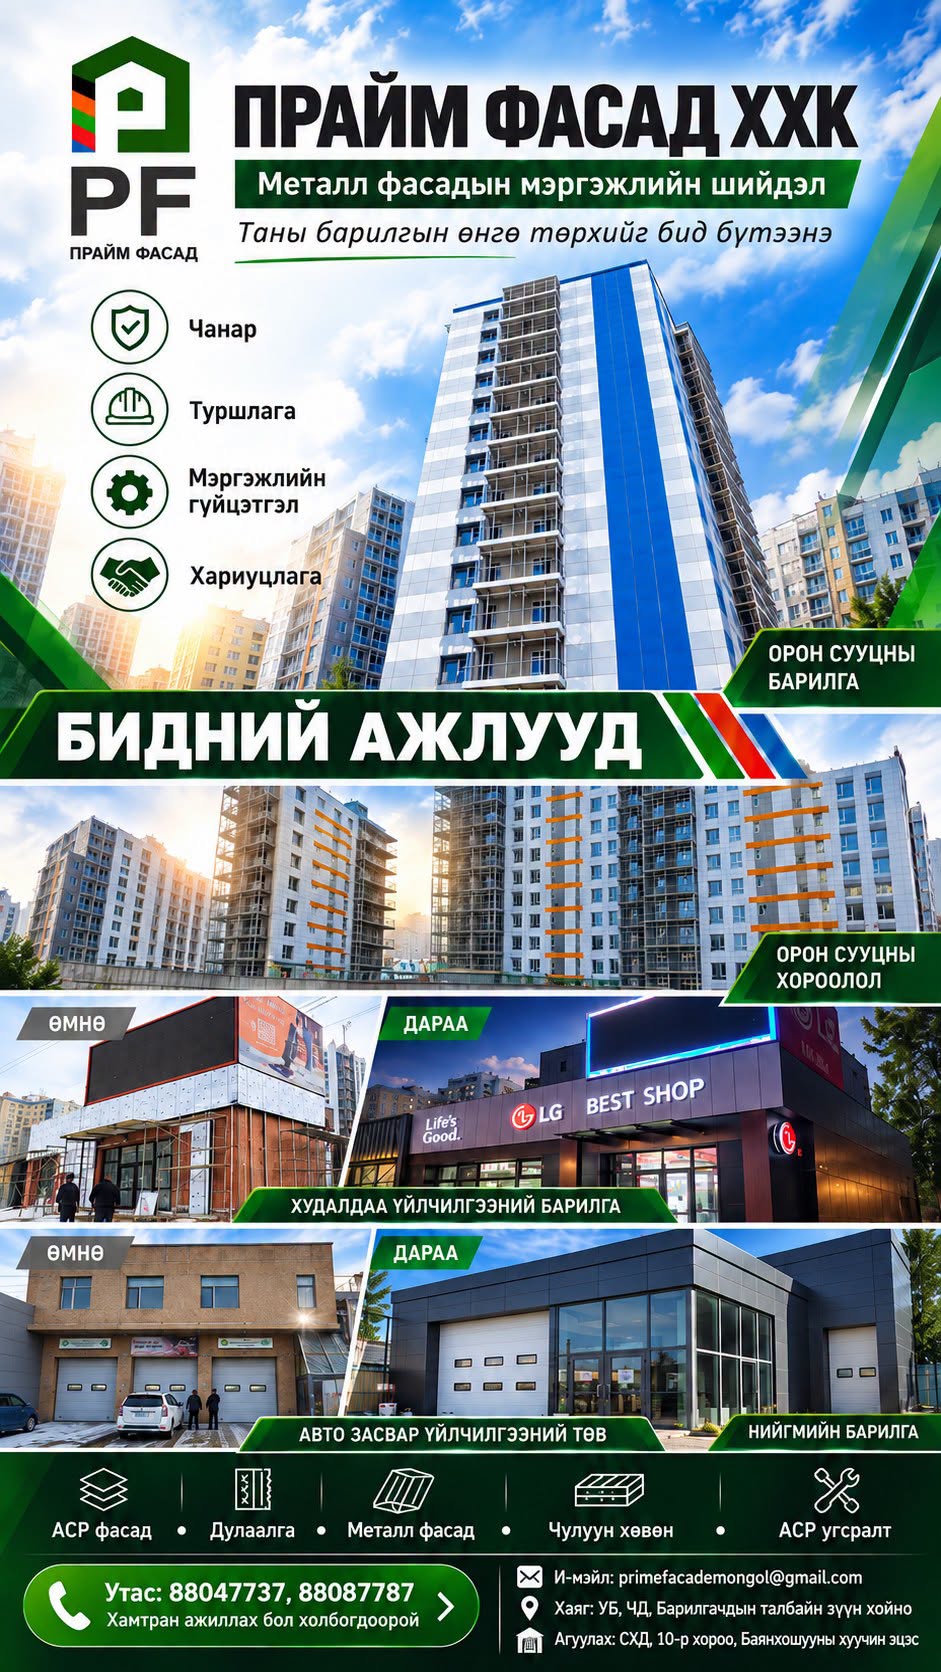 ПРАЙМ ФАСАД ХХК
Металл фасадын мэргэжлийн шийдэл
Таны барилгын өнгө төрхийг бид бүтээнэ
PF
ПРАЙМ ФАСАД
Чанар
Туршлага
Мэргэжлийн
гүйцэтгэл
Хариуцлага
ОРОН СУУЦНЫ
БАРИЛГА
БИДНИЙ АЖЛУУД
ОРОН СУУЦНЫ
ХОРООЛОЛ
ӨМНӨ
ДАРАА
Life's
Good.
LG
BEST SHOP
ХУДАЛДАА ҮЙЛЧИЛГЭЭНИЙ БАРИЛГА
ӨМНӨ
ДАРАА
АВТО ЗАСВАР ҮЙЛЧИЛГЭЭНИЙ ТӨВ
НИЙГМИЙН БАРИЛГА
АСР фасад • Дулаалга • Металл фасад • Чулуун хөвөн • АСР угсралт
Утас: 88047737, 88087787
Хамтран ажиллах бол холбогдоорой
И-мэйл: primefacademongol@gmail.com
Хаяг: УБ, ЧД, Барилгачдын талбайн зүүн хойно
Агуулах: СХД, 10-р хороо, Баянхошууны хуучин эцэс